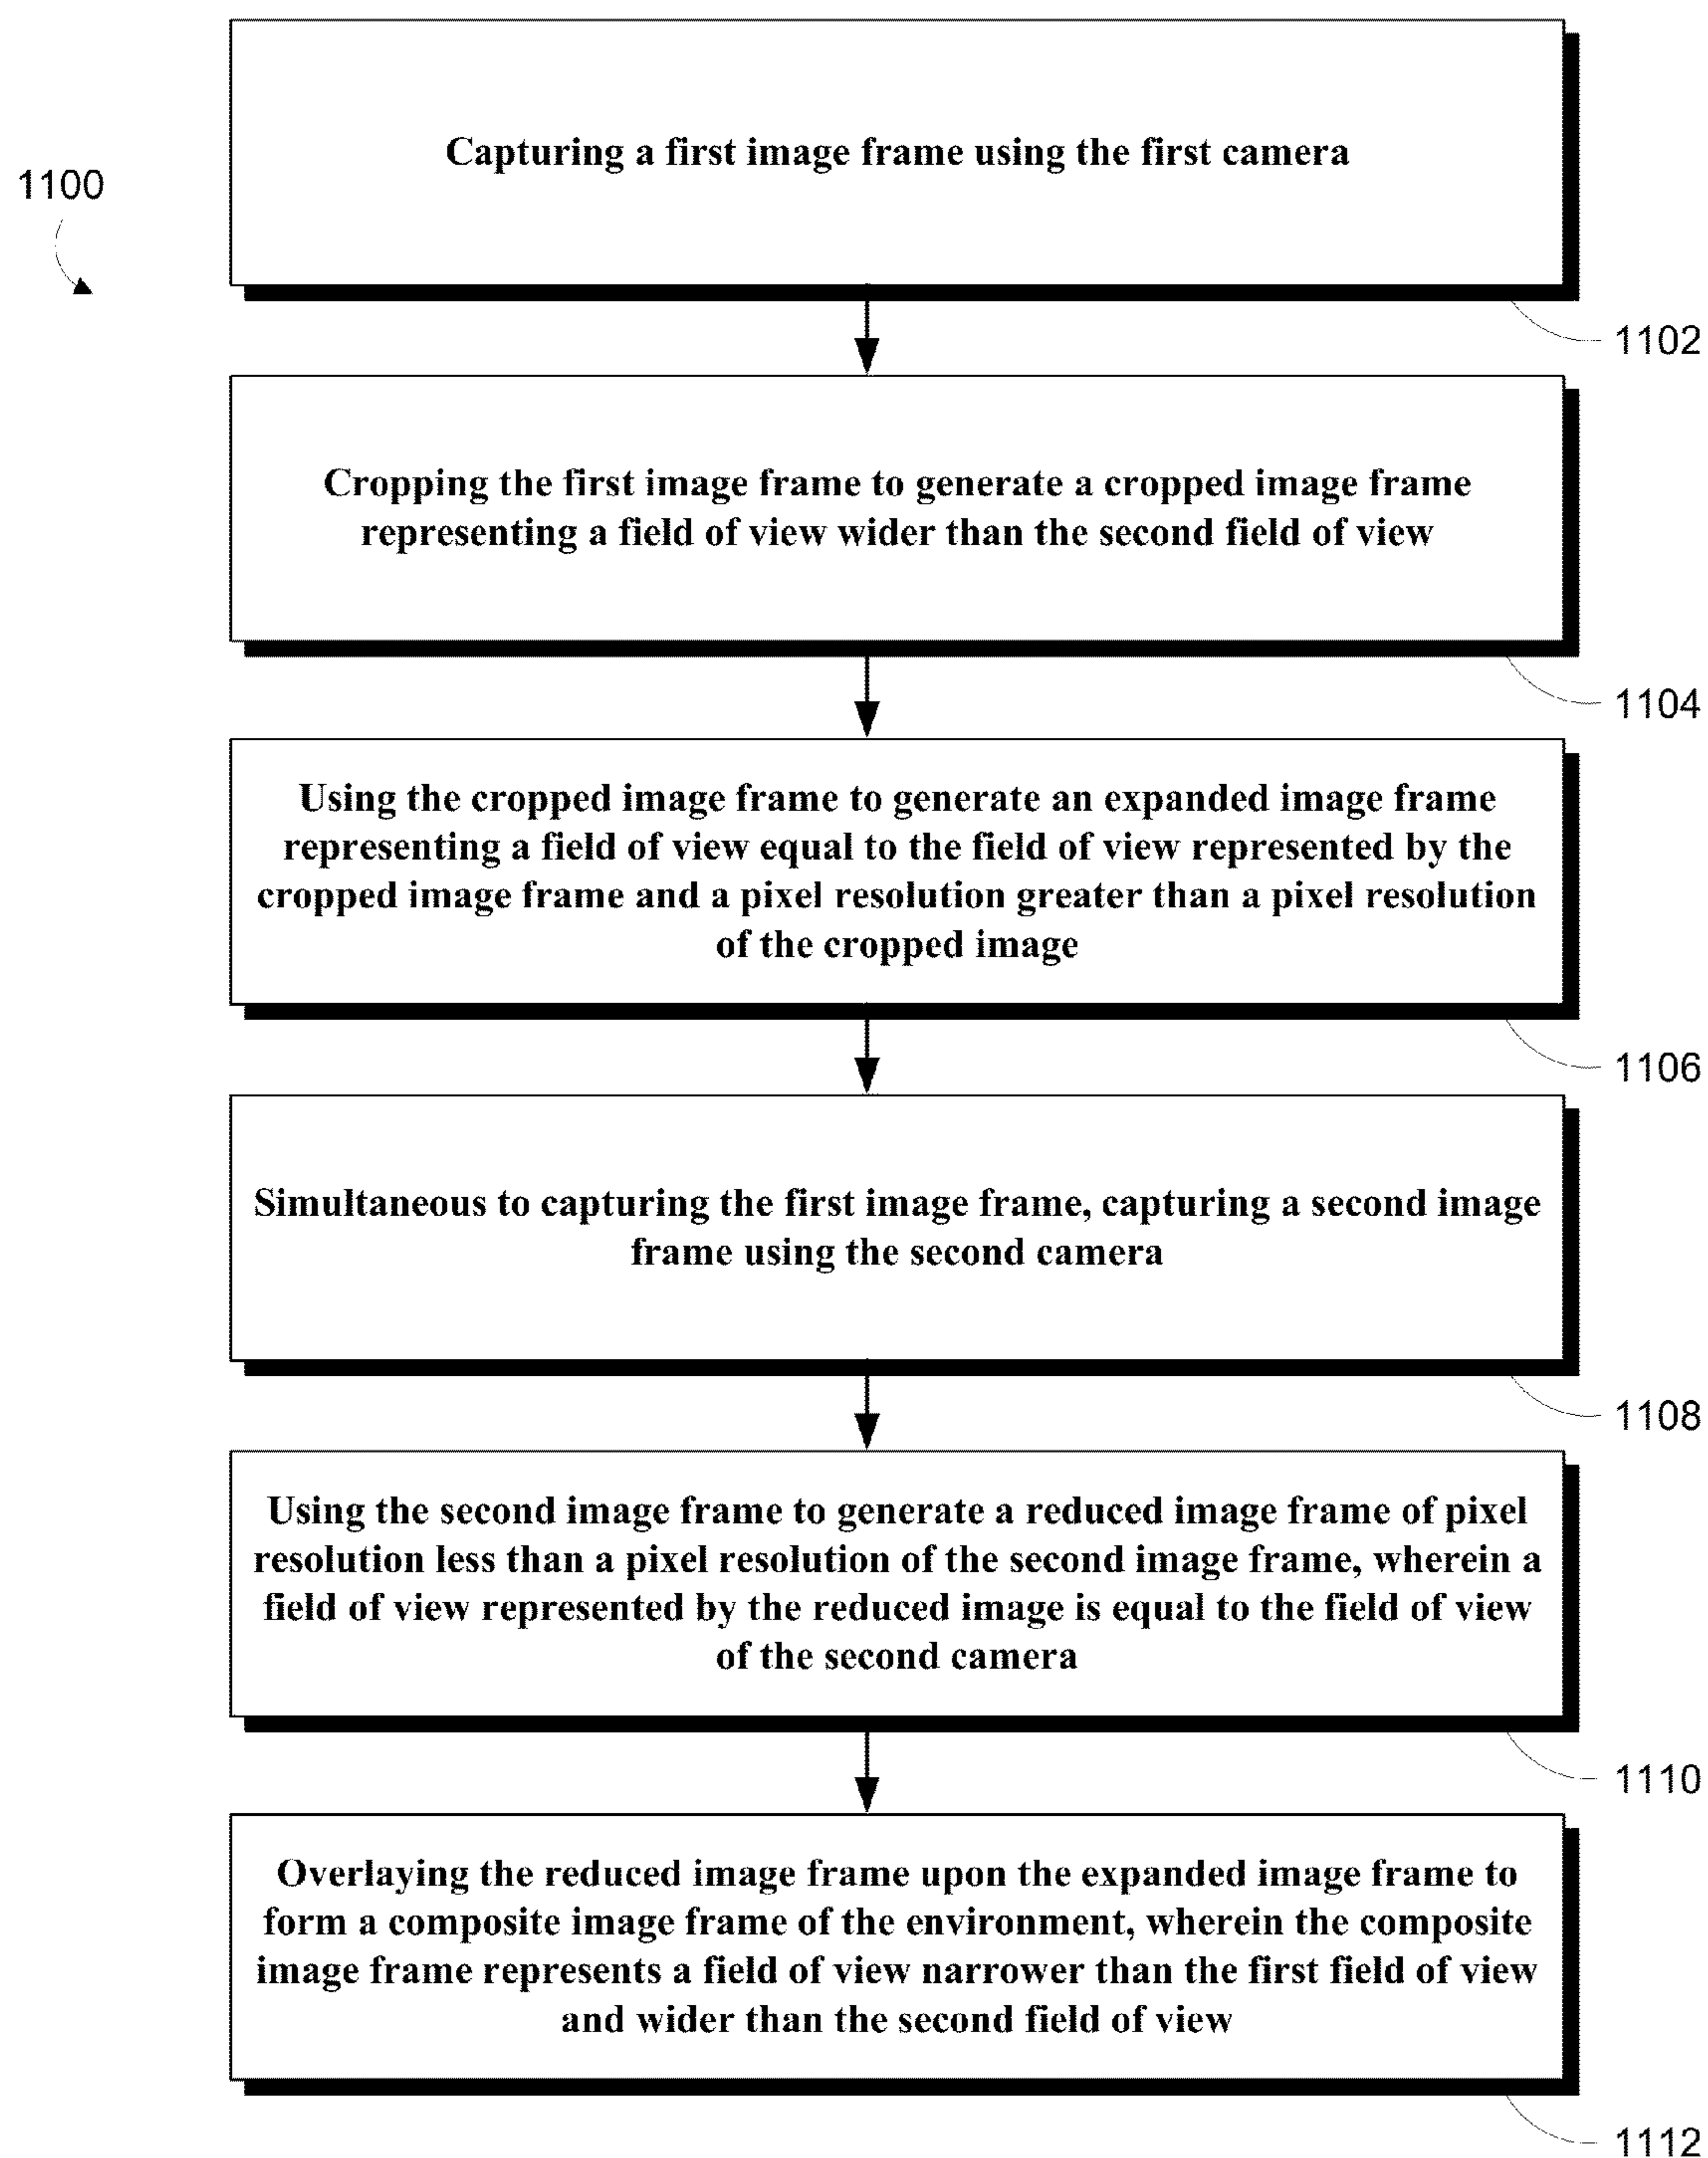 Capturing a first image frame using the first camera
1100
1102
Cropping the first image frame to generate a cropped image frame
representing a field of view wider than the second field of view
1104
Using the cropped image frame to generate an expanded image frame
representing a field of view equal to the field of view represented by the
cropped image frame and a pixel resolution greater than a pixel resolution
of the cropped image
1106
Simultaneous to capturing the first image frame, capturing a second image
frame using the second camera
1108
Using the second image frame to generate a reduced image frame of pixel
resolution less than a pixel resolution of the second image frame, wherein a
field of view represented by the reduced image is equal to the field of view
of the second camera
1110
Overlaying the reduced image frame upon the expanded image frame to
form a composite image frame of the environment, wherein the composite
image frame represents a field of view narrower than the first field of view
and wider than the second field of view
1112